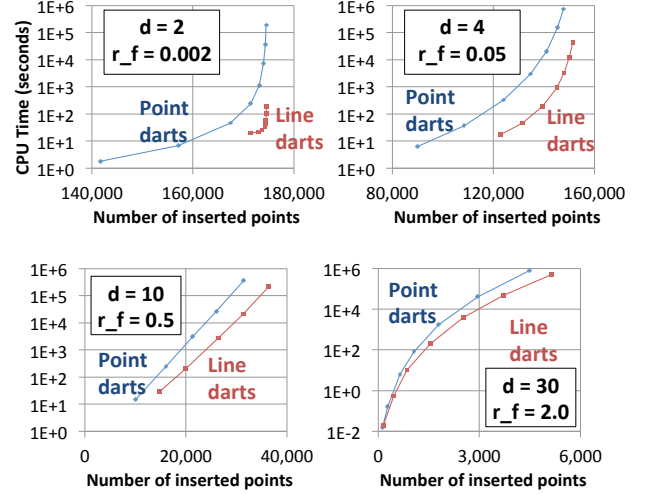 d = 2
r_f = 0.002
Point
darts
Line
darts
CPU Time (seconds)
1E+6
1E+5
1E+4
1E+3
1E+2
1E+1
1E+0
140,000
160,000
180,000
Number of inserted points
d = 4
r_f = 0.05
Point
darts
Line
darts
1E+6
1E+5
1E+4
1E+3
1E+2
1E+1
1E+0
80,000
120,000
160,000
Number of inserted points
d = 10
r_f = 0.5
Point
darts
Line
darts
1E+6
1E+5
1E+4
1E+3
1E+2
1E+1
1E+0
0
20,000
40,000
Number of inserted points
Point
darts
Line
darts
d = 30
r_f = 2.0
1E+6
1E+4
1E+2
1E+0
1E-2
0
3,000
6,000
Number of inserted points